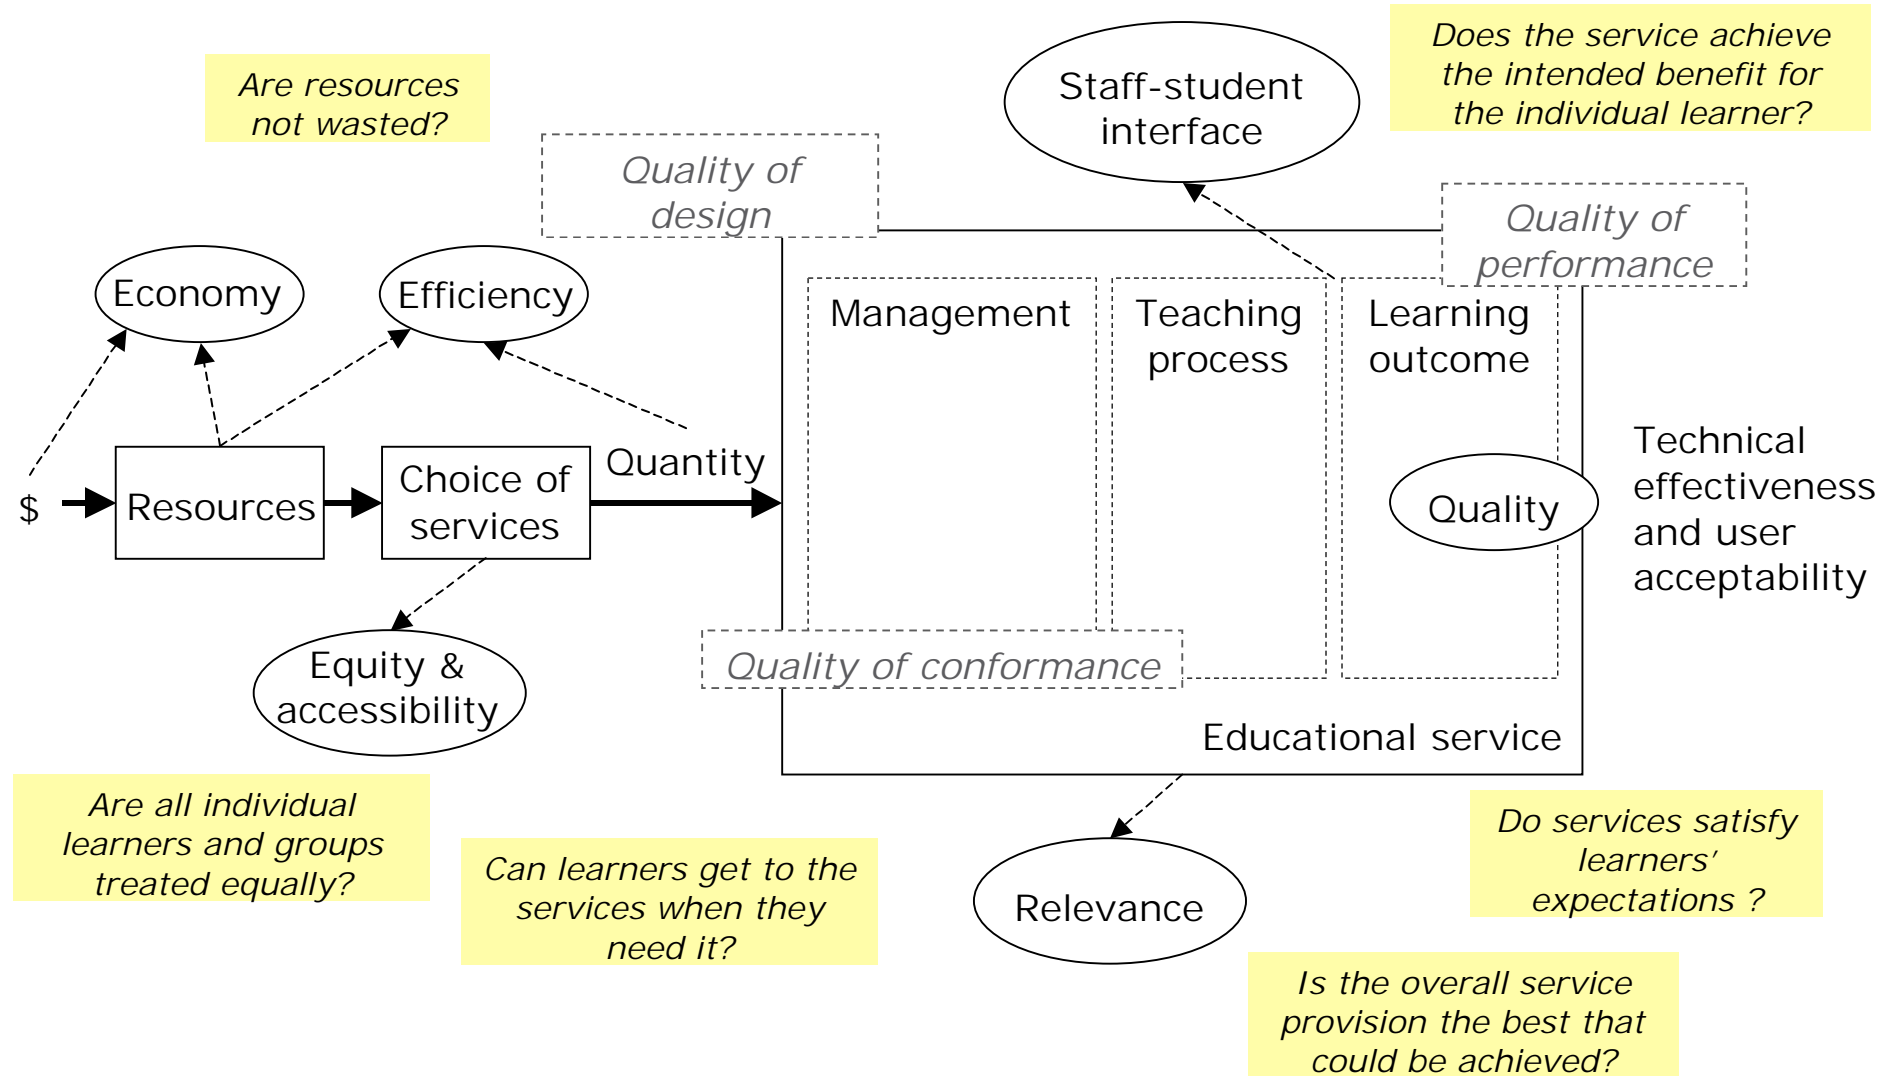 Are resources
not wasted?
Staff-student
interface
Does the service achieve
the intended benefit for
the individual learner?
Quality of
design
Quality of
performance
Economy
Efficiency
Management
Teaching
process
Learning
outcome
$
Resources
Choice of
services
Quantity
Quality
Technical
effectiveness
and user
acceptability
Equity &
accessibility
Quality of conformance
Educational service
Are all individual
learners and groups
treated equally?
Can learners get to the
services when they
need it?
Relevance
Do services satisfy
learners’
expectations ?
Is the overall service
provision the best that
could be achieved?